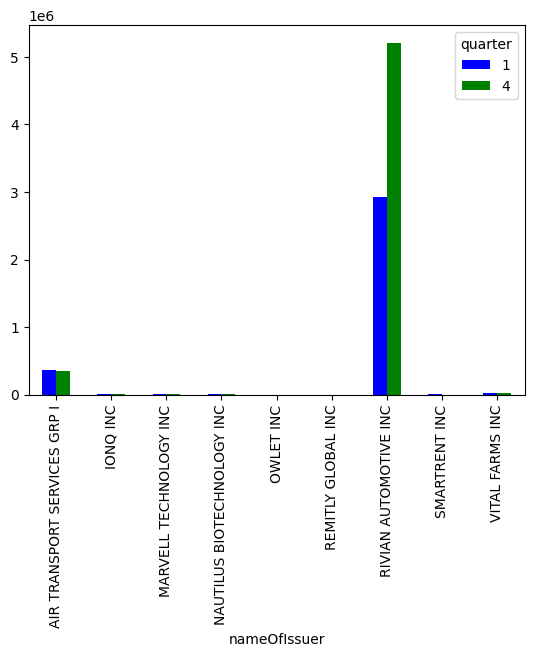 1e6
quarter
1
4
5
4
3
2
1
0
AIR TRANSPORT SERVICES GRP I
IONQ INC
MARVELL TECHNOLOGY INC
NAUTILUS BIOTECHNOLOGY INC
OWLET INC
REMITLY GLOBAL INC
RIVIAN AUTOMOTIVE INC
SMARTRENT INC
VITAL FARMS INC
nameOfIssuer